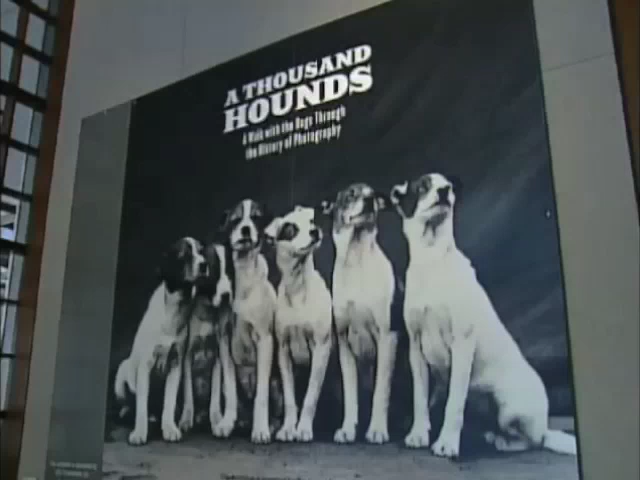 A THOUSAND
HOUNDS
A Walk with the Dogs Through
the History of Photography